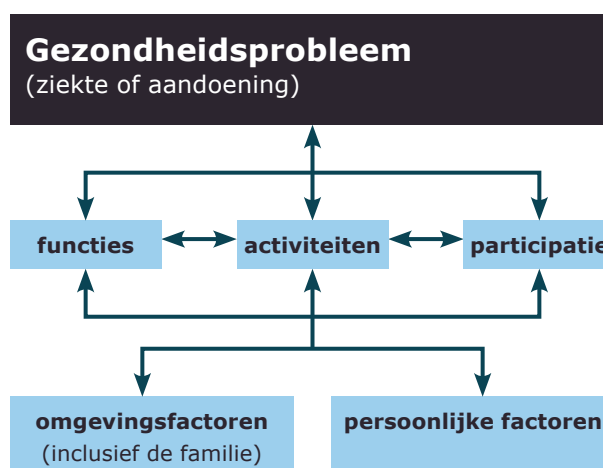 Gezondheidsprobleem
(ziekte of aandoening)
functies
activiteiten
participatie
omgevingsfactoren
(inclusief de familie)
persoonlijke factoren